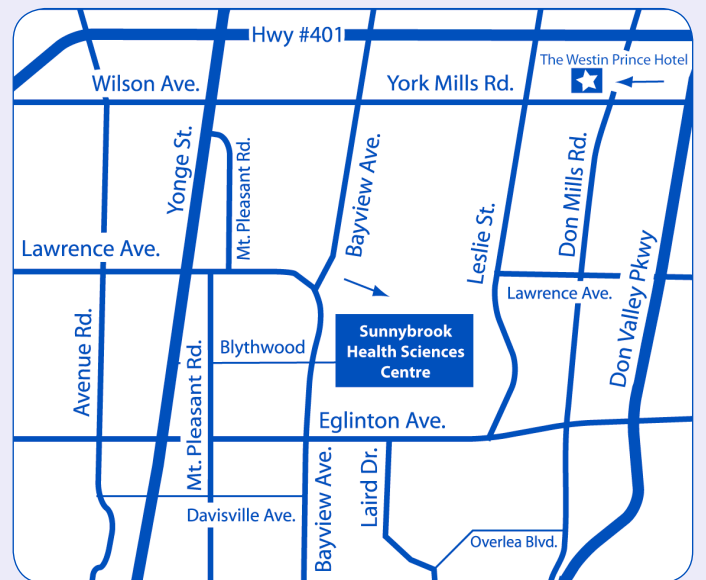 Hwy #401
The Westin Prince Hotel
Wilson Ave.
York Mills Rd.
Yonge St.
Mt. Pleasant Rd.
Bayview Ave.
Leslie St.
Don Mills Rd.
Lawrence Ave.
Lawrence Ave.
Don Valley Pkwy
Avenue Rd.
Mt. Pleasant Rd.
Blythwood
Sunnybrook
Health Sciences
Centre
Eglinton Ave.
Bayview Ave.
Laird Dr.
Davisville Ave.
Overlea Blvd.